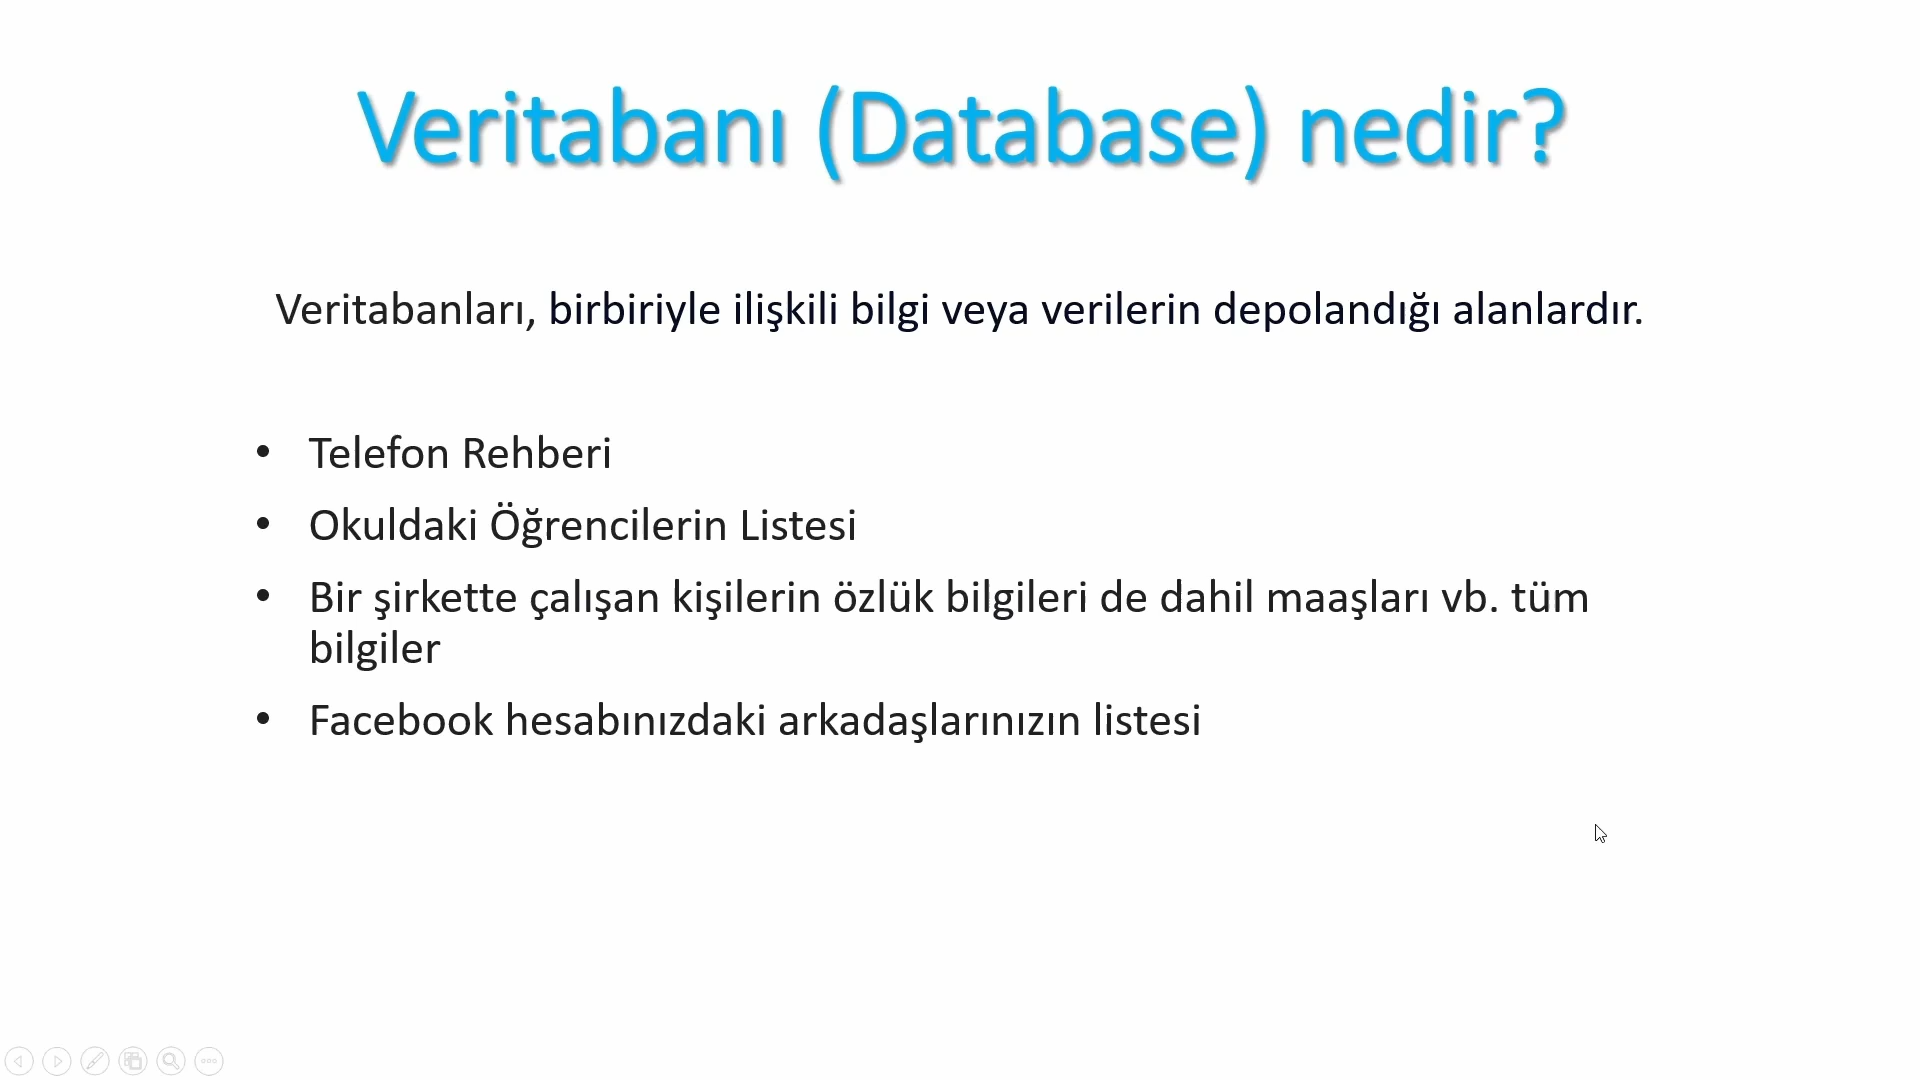 Veritabanı (Database) nedir?
Veritabanları, birbiriyle ilişkili bilgi veya verilerin depolandığı alanlardır.
• Telefon Rehberi
• Okuldaki Öğrencilerin Listesi
• Bir şirkette çalışan kişilerin özlük bilgileri de dahil maaşları vb. tüm
bilgiler
• Facebook hesabınızdaki arkadaşlarınızın listesi